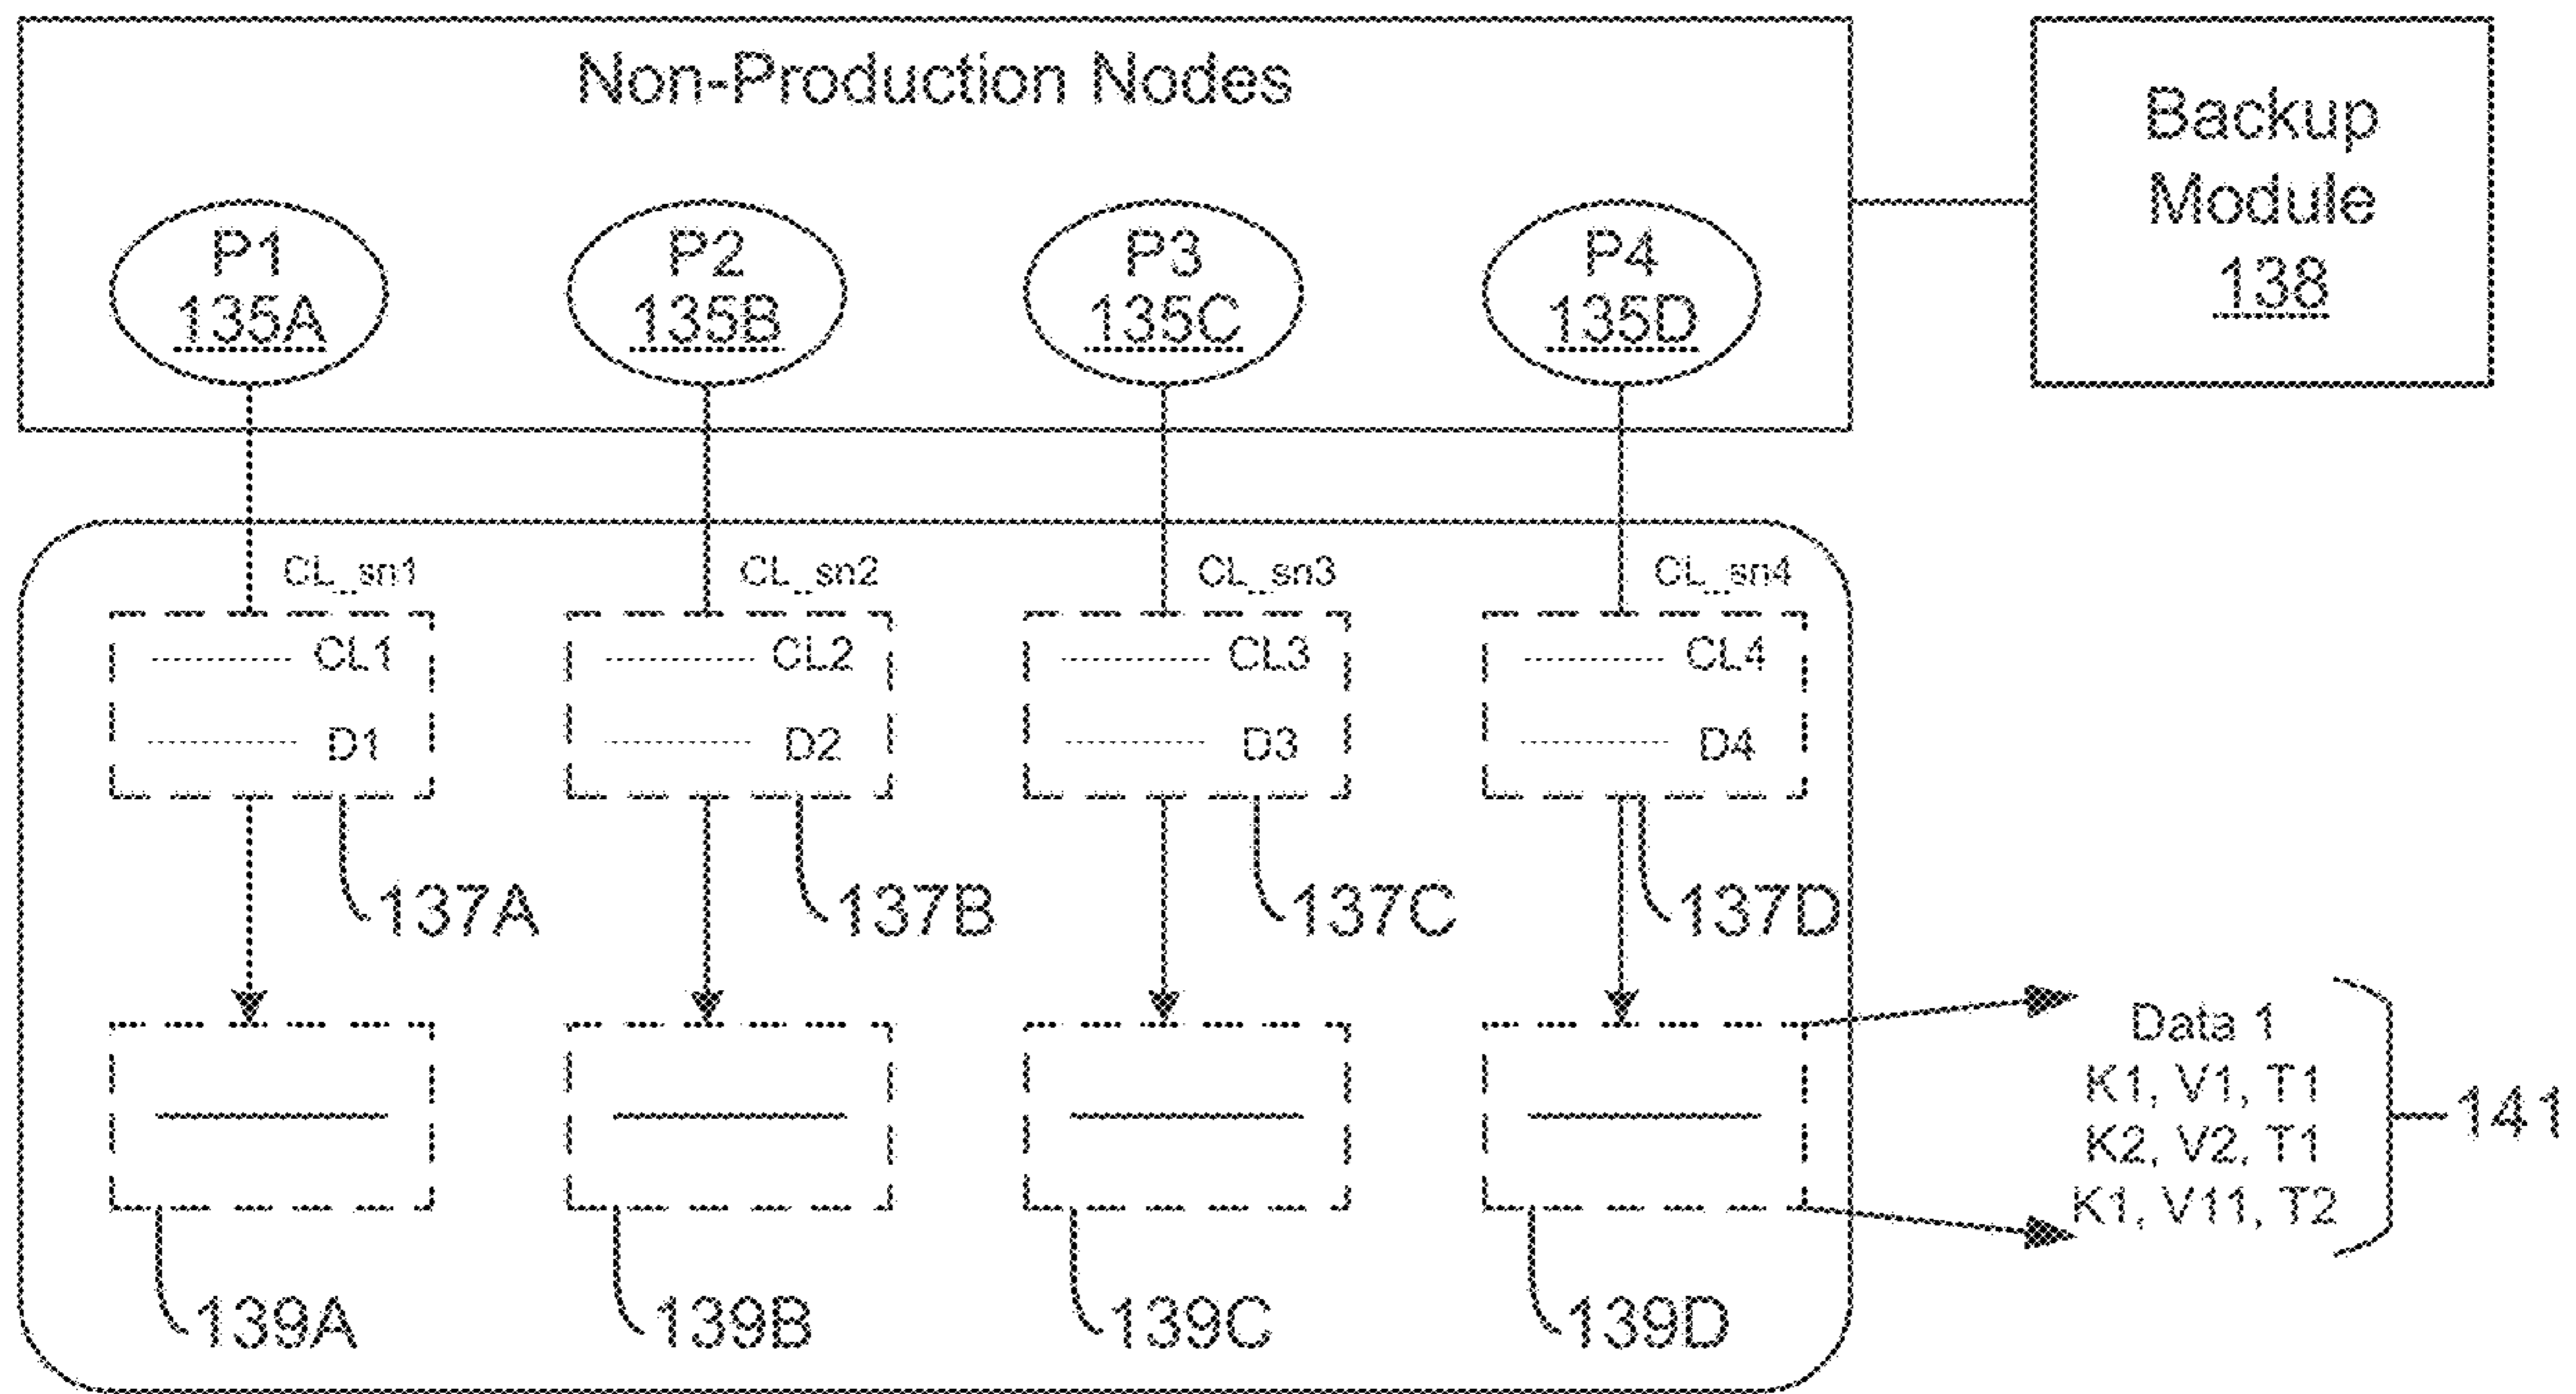 Non-Production Nodes
Backup
Module
138
P1
135A
P2
135B
P3
135C
P4
135D
CL_sn1
CL_sn2
CL_sn3
CL_sn4
CL1
D1
CL2
D2
CL3
D3
CL4
D4
137A
137B
137C
137D
Data 1
K1, V1, T1
K2, V2, T1
K1, V11, T2
141
139A
139B
139C
139D